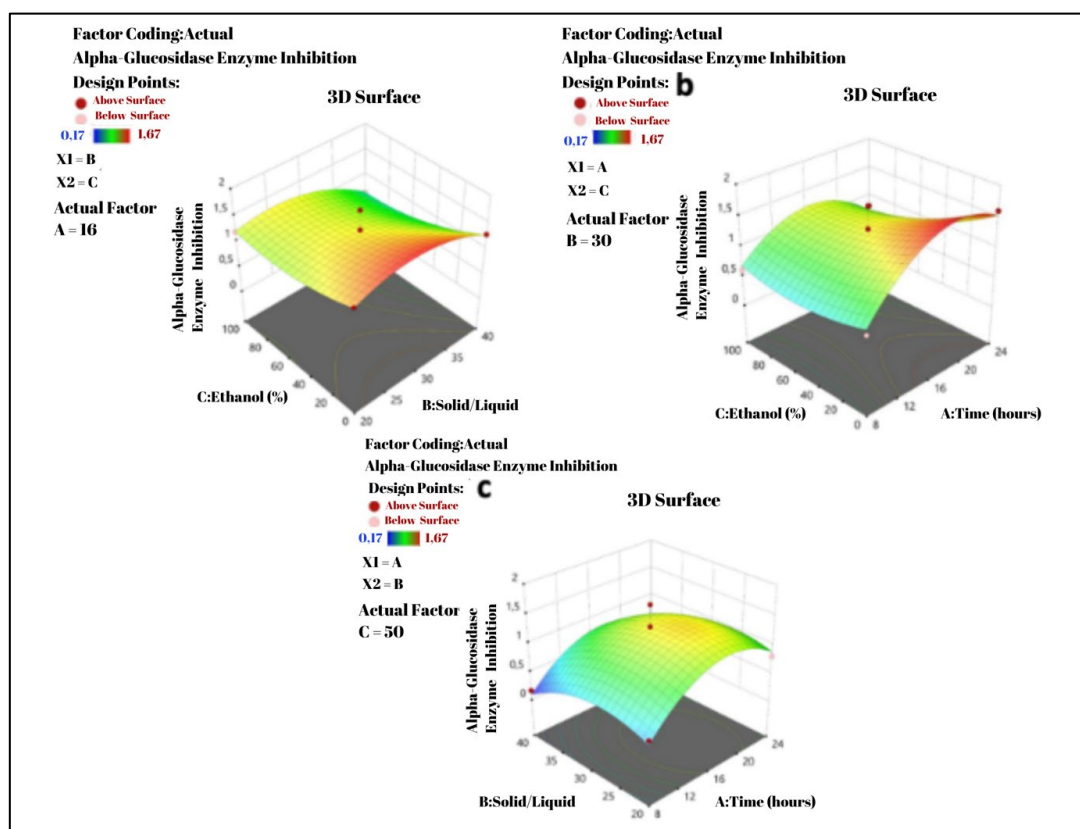 Factor Coding:Actual
Alpha-Glucosidase Enzyme Inhibition
Design Points:
Above Surface
Below Surface
0,17 1,67
X1 = B
X2 = C
Actual Factor
A = 16
3D Surface
2
1,5
1
0,5
0
Alpha-Glucosidase
Enzyme Inhibition
100
80
60
40
20
0
C:Ethanol (%)
20
25
30
35
40
B:Solid/Liquid
Factor Coding:Actual
Alpha-Glucosidase Enzyme Inhibition
Design Points:
b
Above Surface
Below Surface
0,17 1,67
X1 = A
X2 = C
Actual Factor
B = 30
3D Surface
2
1,5
1
0,5
0
Alpha-Glucosidase
Enzyme Inhibition
100
80
60
40
20
0
C:Ethanol (%)
8
12
16
20
24
A:Time (hours)
Factor Coding:Actual
Alpha-Glucosidase Enzyme Inhibition
Design Points:
c
Above Surface
Below Surface
0,17 1,67
X1 = A
X2 = B
Actual Factor
C = 50
3D Surface
2
1,5
1
0,5
0
Alpha-Glucosidase
Enzyme Inhibition
40
35
30
25
20
B:Solid/Liquid
8
12
16
20
24
A:Time (hours)